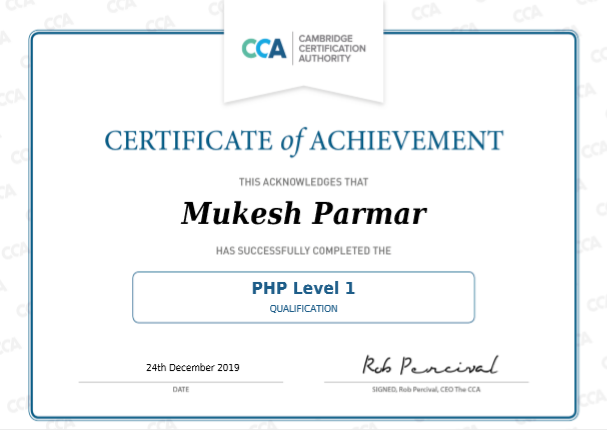 CCA
CAMBRIDGE
CERTIFICATION
AUTHORITY
CERTIFICATE of ACHIEVEMENT
THIS ACKNOWLEDGES THAT
Mukesh Parmar
HAS SUCCESSFULLY COMPLETED THE
PHP Level 1
QUALIFICATION
24th December 2019
Rob Percival
DATE
SIGNED, Rob Percival, CEO The CCA